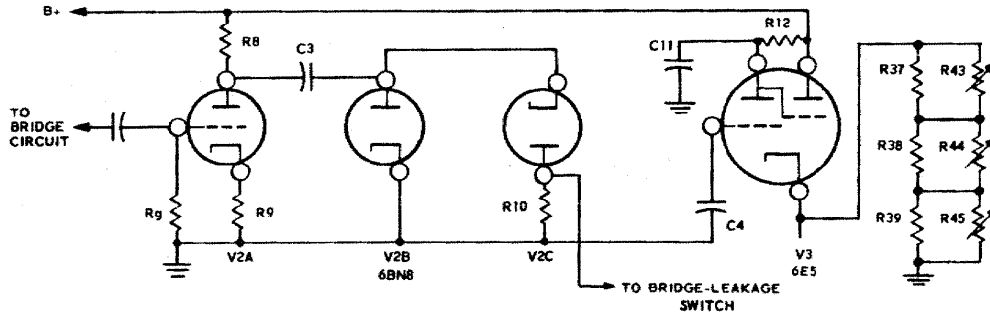 B+
R8
C3
C11
R12
R37
R43
TO
BRIDGE
CIRCUIT
R38
R44
Rg
R9
R10
C4
R39
R45
V2A
V2B
6BN8
V2C
V3
6E5
TO BRIDGE-LEAKAGE
SWITCH